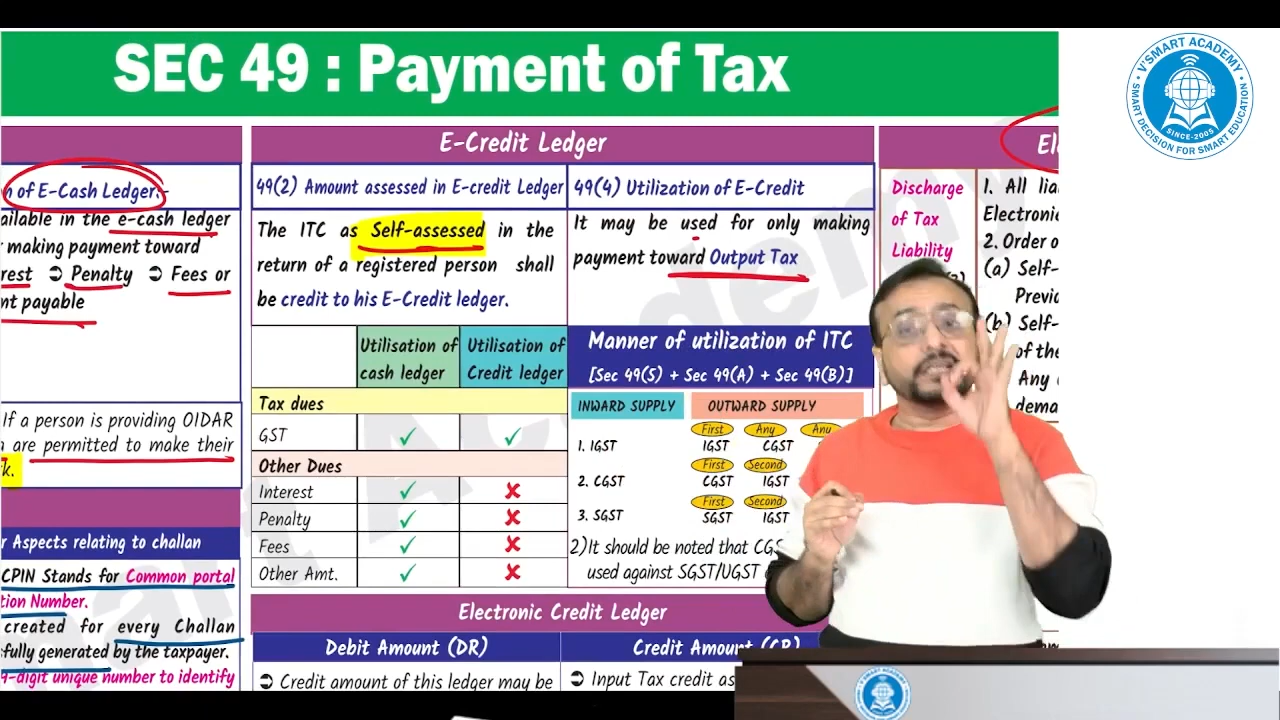 SEC 49 : Payment of Tax
V'SMART ACADEMY
SMART DECISION FOR SMART EDUCATION
SINCE-2005
n of E-Cash Ledger:-
ailable in the e-cash ledger
making payment toward
rest ➲ Penalty ➲ Fees or
nt payable
If a person is providing OIDAR
are permitted to make their
k.
r Aspects relating to challan
CPIN Stands for Common portal
tion Number.
created for every Challan
sfully generated by the taxpayer.
-digit unique number to identify
E-Credit Ledger
49(2) Amount assessed in E-credit Ledger
49(4) Utilization of E-Credit
The ITC as Self-assessed in the
return of a registered person shall
be credit to his E-Credit ledger.
It may be used for only making
payment toward Output Tax
Utilisation of
cash ledger
Utilisation of
Credit ledger
Tax dues
GST ✓ ✓
Other Dues
Interest ✓ ✘
Penalty ✓ ✘
Fees ✓ ✘
Other Amt. ✓ ✘
Manner of utilization of ITC
[Sec 49(5) + Sec 49(A) + Sec 49(B)]
INWARD SUPPLY OUTWARD SUPPLY
First Any Any
1. IGST IGST CGST
First Second
2. CGST CGST IGST
First Second
3. SGST SGST IGST
2)It should be noted that CGS
used against SGST/UGST
Electronic Credit Ledger
Debit Amount (DR)
Credit Amount (CR)
➲ Credit amount of this ledger may be
➲ Input Tax credit as
El
Discharge
of Tax
Liability
1. All lia
Electronic
2. Order o
(a) Self-
Previo
(b) Self-
of the
Any
dema